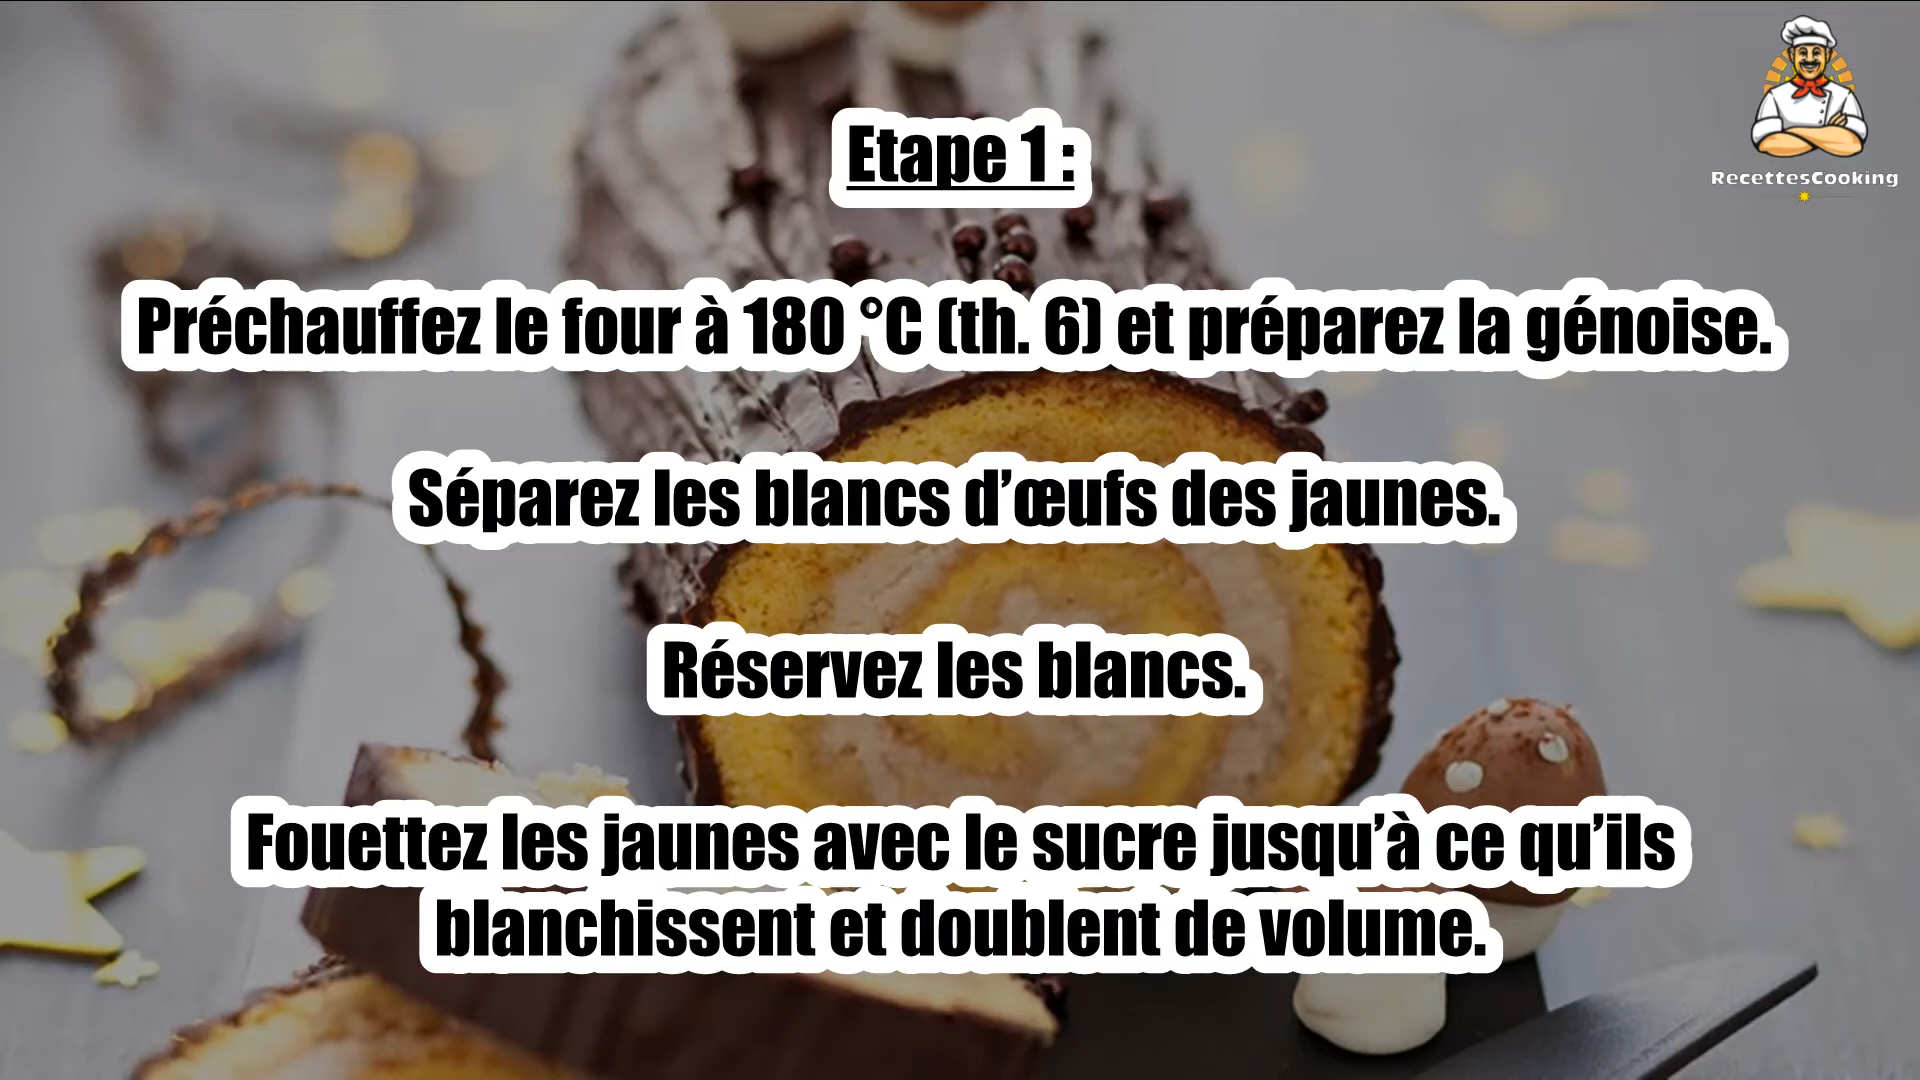 RecettesCooking
Etape 1 :
Préchauffez le four à 180 °C (th. 6) et préparez la génoise.
Séparez les blancs d’œufs des jaunes.
Réservez les blancs.
Fouettez les jaunes avec le sucre jusqu’à ce qu’ils
blanchissent et doublent de volume.